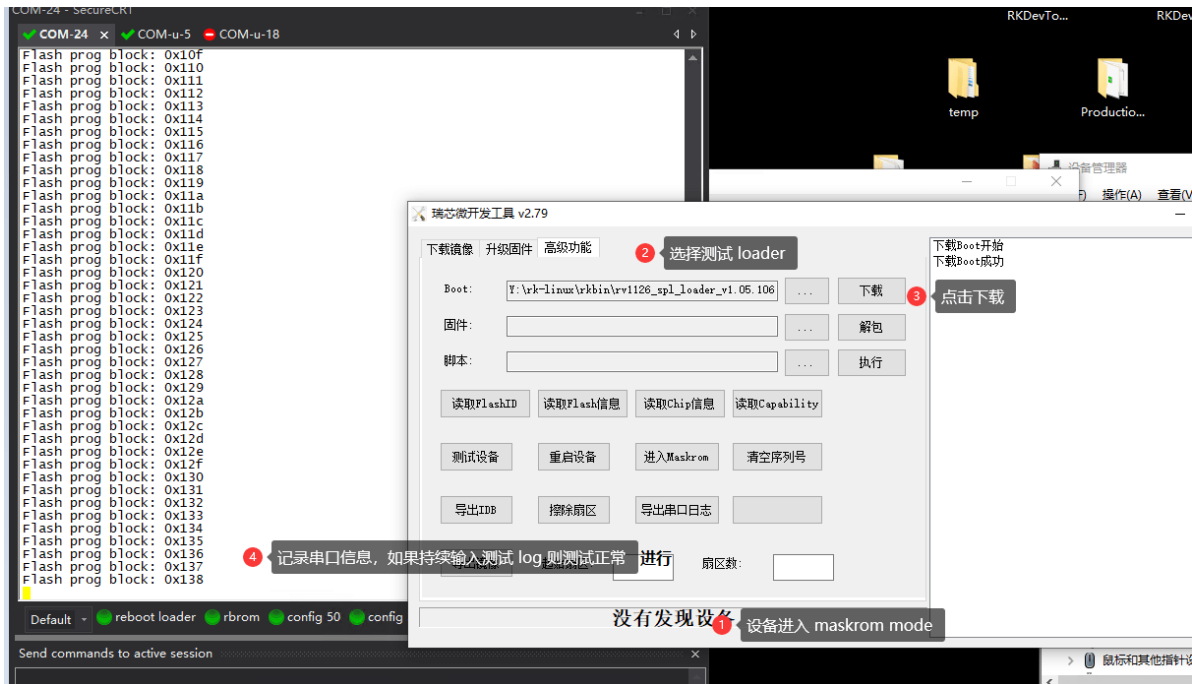 COM-24 - SecureCRT
COM-24 x COM-u-5 COM-u-18
Flash prog block: 0x10f
Flash prog block: 0x110
Flash prog block: 0x111
Flash prog block: 0x112
Flash prog block: 0x113
Flash prog block: 0x114
Flash prog block: 0x115
Flash prog block: 0x116
Flash prog block: 0x117
Flash prog block: 0x118
Flash prog block: 0x119
Flash prog block: 0x11a
Flash prog block: 0x11b
Flash prog block: 0x11c
Flash prog block: 0x11d
Flash prog block: 0x11e
Flash prog block: 0x11f
Flash prog block: 0x120
Flash prog block: 0x121
Flash prog block: 0x122
Flash prog block: 0x123
Flash prog block: 0x124
Flash prog block: 0x125
Flash prog block: 0x126
Flash prog block: 0x127
Flash prog block: 0x128
Flash prog block: 0x129
Flash prog block: 0x12a
Flash prog block: 0x12b
Flash prog block: 0x12c
Flash prog block: 0x12d
Flash prog block: 0x12e
Flash prog block: 0x12f
Flash prog block: 0x130
Flash prog block: 0x131
Flash prog block: 0x132
Flash prog block: 0x133
Flash prog block: 0x134
Flash prog block: 0x135
Flash prog block: 0x136
Flash prog block: 0x137
Flash prog block: 0x138
Default reboot loader rbrom config 50 config
Send commands to active session
RKDevTo... RKDev
temp Productio...
设备管理器
操作(A) 查看(V
瑞芯微开发工具 v2.79
下载镜像 升级固件 高级功能
2 选择测试 loader
Boot: Y:\rk-linux\rkbin\rv1126_spl_loader_v1.05.106 ... 下载
3 点击下载
固件: ... 解包
脚本: ... 执行
读取FlashID 读取Flash信息 读取Chip信息 读取Capability
测试设备 重启设备 进入Maskrom 清空序列号
导出IDB 擦除扇区 导出串口日志
4 记录串口信息，如果持续输入测试 log 则测试正常
进行
扇区数:
没有发现设备
1 设备进入 maskrom mode
下载Boot开始
下载Boot成功
鼠标和其他指针设